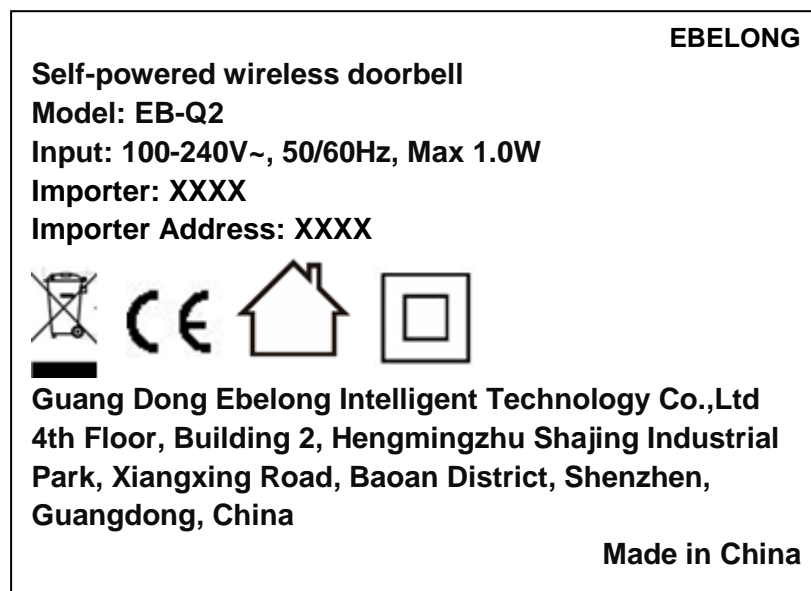 EBELONG
Self-powered wireless doorbell
Model: EB-Q2
Input: 100-240V~, 50/60Hz, Max 1.0W
Importer: XXXX
Importer Address: XXXX
CE
Guang Dong Ebelong Intelligent Technology Co.,Ltd
4th Floor, Building 2, Hengmingzhu Shajing Industrial
Park, Xiangxing Road, Baoan District, Shenzhen,
Guangdong, China
Made in China